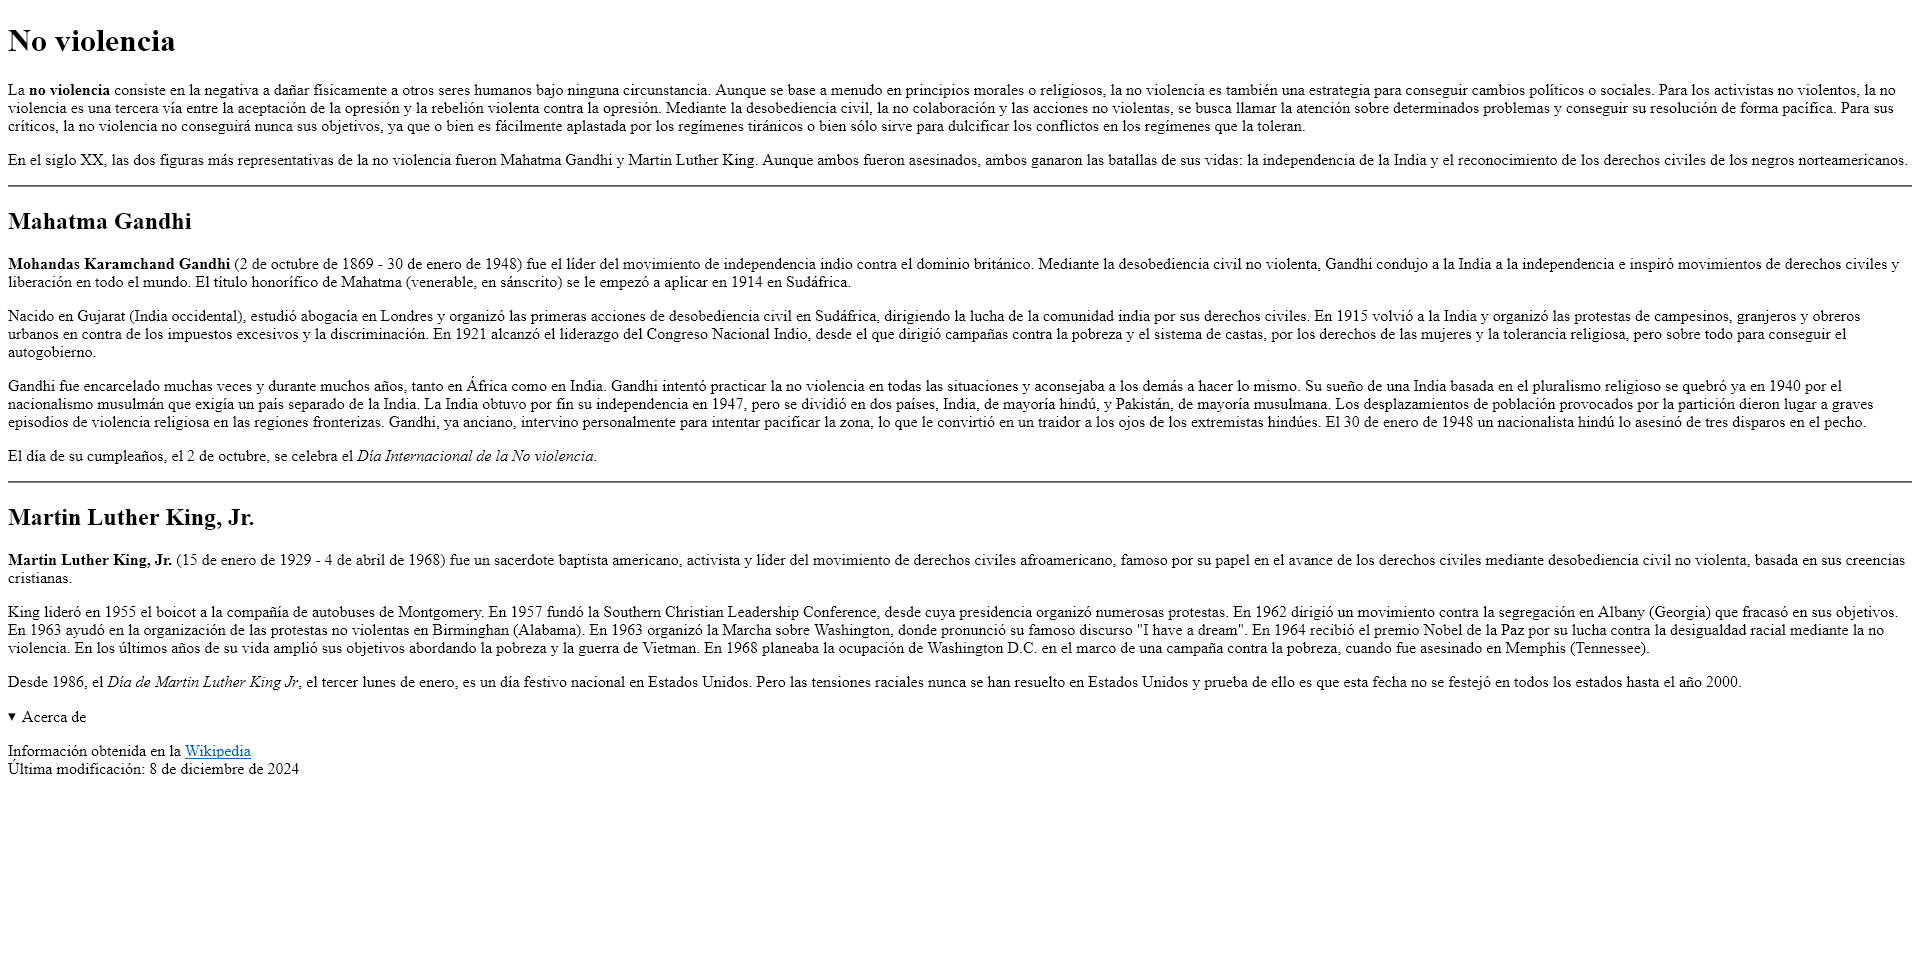 No violencia
La no violencia consiste en la negativa a dañar físicamente a otros seres humanos bajo ninguna circunstancia. Aunque se base a menudo en principios morales o religiosos, la no violencia es también una estrategia para conseguir cambios políticos o sociales. Para los activistas no violentos, la no
violencia es una tercera vía entre la aceptación de la opresión y la rebelión violenta contra la opresión. Mediante la desobediencia civil, la no colaboración y las acciones no violentas, se busca llamar la atención sobre determinados problemas y conseguir su resolución de forma pacífica. Para sus
críticos, la no violencia no conseguirá nunca sus objetivos, ya que o bien es fácilmente aplastada por los regímenes tiránicos o bien sólo sirve para dulcificar los conflictos en los regímenes que la toleran.
En el siglo XX, las dos figuras más representativas de la no violencia fueron Mahatma Gandhi y Martin Luther King. Aunque ambos fueron asesinados, ambos ganaron las batallas de sus vidas: la independencia de la India y el reconocimiento de los derechos civiles de los negros norteamericanos.
Mahatma Gandhi
Mohandas Karamchand Gandhi (2 de octubre de 1869 - 30 de enero de 1948) fue el líder del movimiento de independencia indio contra el dominio británico. Mediante la desobediencia civil no violenta, Gandhi condujo a la India a la independencia e inspiró movimientos de derechos civiles y
liberación en todo el mundo. El título honorífico de Mahatma (venerable, en sánscrito) se le empezó a aplicar en 1914 en Sudáfrica.
Nacido en Gujarat (India occidental), estudió abogacía en Londres y organizó las primeras acciones de desobediencia civil en Sudáfrica, dirigiendo la lucha de la comunidad india por sus derechos civiles. En 1915 volvió a la India y organizó las protestas de campesinos, granjeros y obreros
urbanos en contra de los impuestos excesivos y la discriminación. En 1921 alcanzó el liderazgo del Congreso Nacional Indio, desde el que dirigió campañas contra la pobreza y el sistema de castas, por los derechos de las mujeres y la tolerancia religiosa, pero sobre todo para conseguir el
autogobierno.
Gandhi fue encarcelado muchas veces y durante muchos años, tanto en África como en India. Gandhi intentó practicar la no violencia en todas las situaciones y aconsejaba a los demás a hacer lo mismo. Su sueño de una India basada en el pluralismo religioso se quebró ya en 1940 por el
nacionalismo musulmán que exigía un país separado de la India. La India obtuvo por fin su independencia en 1947, pero se dividió en dos países, India, de mayoría hindú, y Pakistán, de mayoría musulmana. Los desplazamientos de población provocados por la partición dieron lugar a graves
episodios de violencia religiosa en las regiones fronterizas. Gandhi, ya anciano, intervino personalmente para intentar pacificar la zona, lo que le convirtió en un traidor a los ojos de los extremistas hindúes. El 30 de enero de 1948 un nacionalista hindú lo asesinó de tres disparos en el pecho.
El día de su cumpleaños, el 2 de octubre, se celebra el Día Internacional de la No violencia.
Martin Luther King, Jr.
Martin Luther King, Jr. (15 de enero de 1929 - 4 de abril de 1968) fue un sacerdote baptista americano, activista y líder del movimiento de derechos civiles afroamericano, famoso por su papel en el avance de los derechos civiles mediante desobediencia civil no violenta, basada en sus creencias
cristianas.
King lideró en 1955 el boicot a la compañía de autobuses de Montgomery. En 1957 fundó la Southern Christian Leadership Conference, desde cuya presidencia organizó numerosas protestas. En 1962 dirigió un movimiento contra la segregación en Albany (Georgia) que fracasó en sus objetivos.
En 1963 ayudó en la organización de las protestas no violentas en Birminghan (Alabama). En 1963 organizó la Marcha sobre Washington, donde pronunció su famoso discurso "I have a dream". En 1964 recibió el premio Nobel de la Paz por su lucha contra la desigualdad racial mediante la no
violencia. En los últimos años de su vida amplió sus objetivos abordando la pobreza y la guerra de Vietman. En 1968 planeaba la ocupación de Washington D.C. en el marco de una campaña contra la pobreza, cuando fue asesinado en Memphis (Tennessee).
Desde 1986, el Día de Martin Luther King Jr, el tercer lunes de enero, es un día festivo nacional en Estados Unidos. Pero las tensiones raciales nunca se han resuelto en Estados Unidos y prueba de ello es que esta fecha no se festejó en todos los estados hasta el año 2000.
▾ Acerca de
Información obtenida en la Wikipedia
Última modificación: 8 de diciembre de 2024